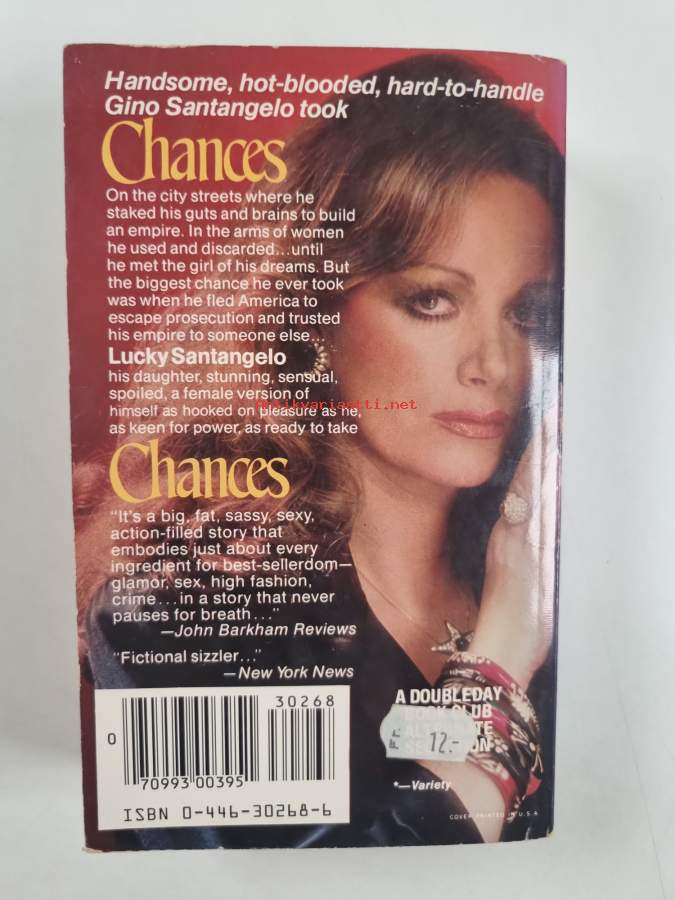 Handsome, hot-blooded, hard-to-handle
Gino Santangelo took
Chances
On the city streets where he
staked his guts and brains to build
an empire. In the arms of women
he used and discarded...until
he met the girl of his dreams. But
the biggest chance he ever took
was when he fled America to
escape prosecution and trusted
his empire to someone else...
Lucky Santangelo
his daughter, stunning, sensual,
spoiled, a female version of
himself as hooked on pleasure as he,
as keen for power, as ready to take
Chances
"It's a big, fat, sassy, sexy,
action-filled story that
embodies just about every
ingredient for best-sellerdom—
glamor, sex, high fashion,
crime...in a story that never
pauses for breath..."
—John Barkham Reviews
"Fictional sizzler..."
—New York News
30268
0
70993 00395
ISBN 0-446-30268-6
A DOUBLEDAY
12.-
*—Variety
COVER PRINTED IN U.S.A.
.net